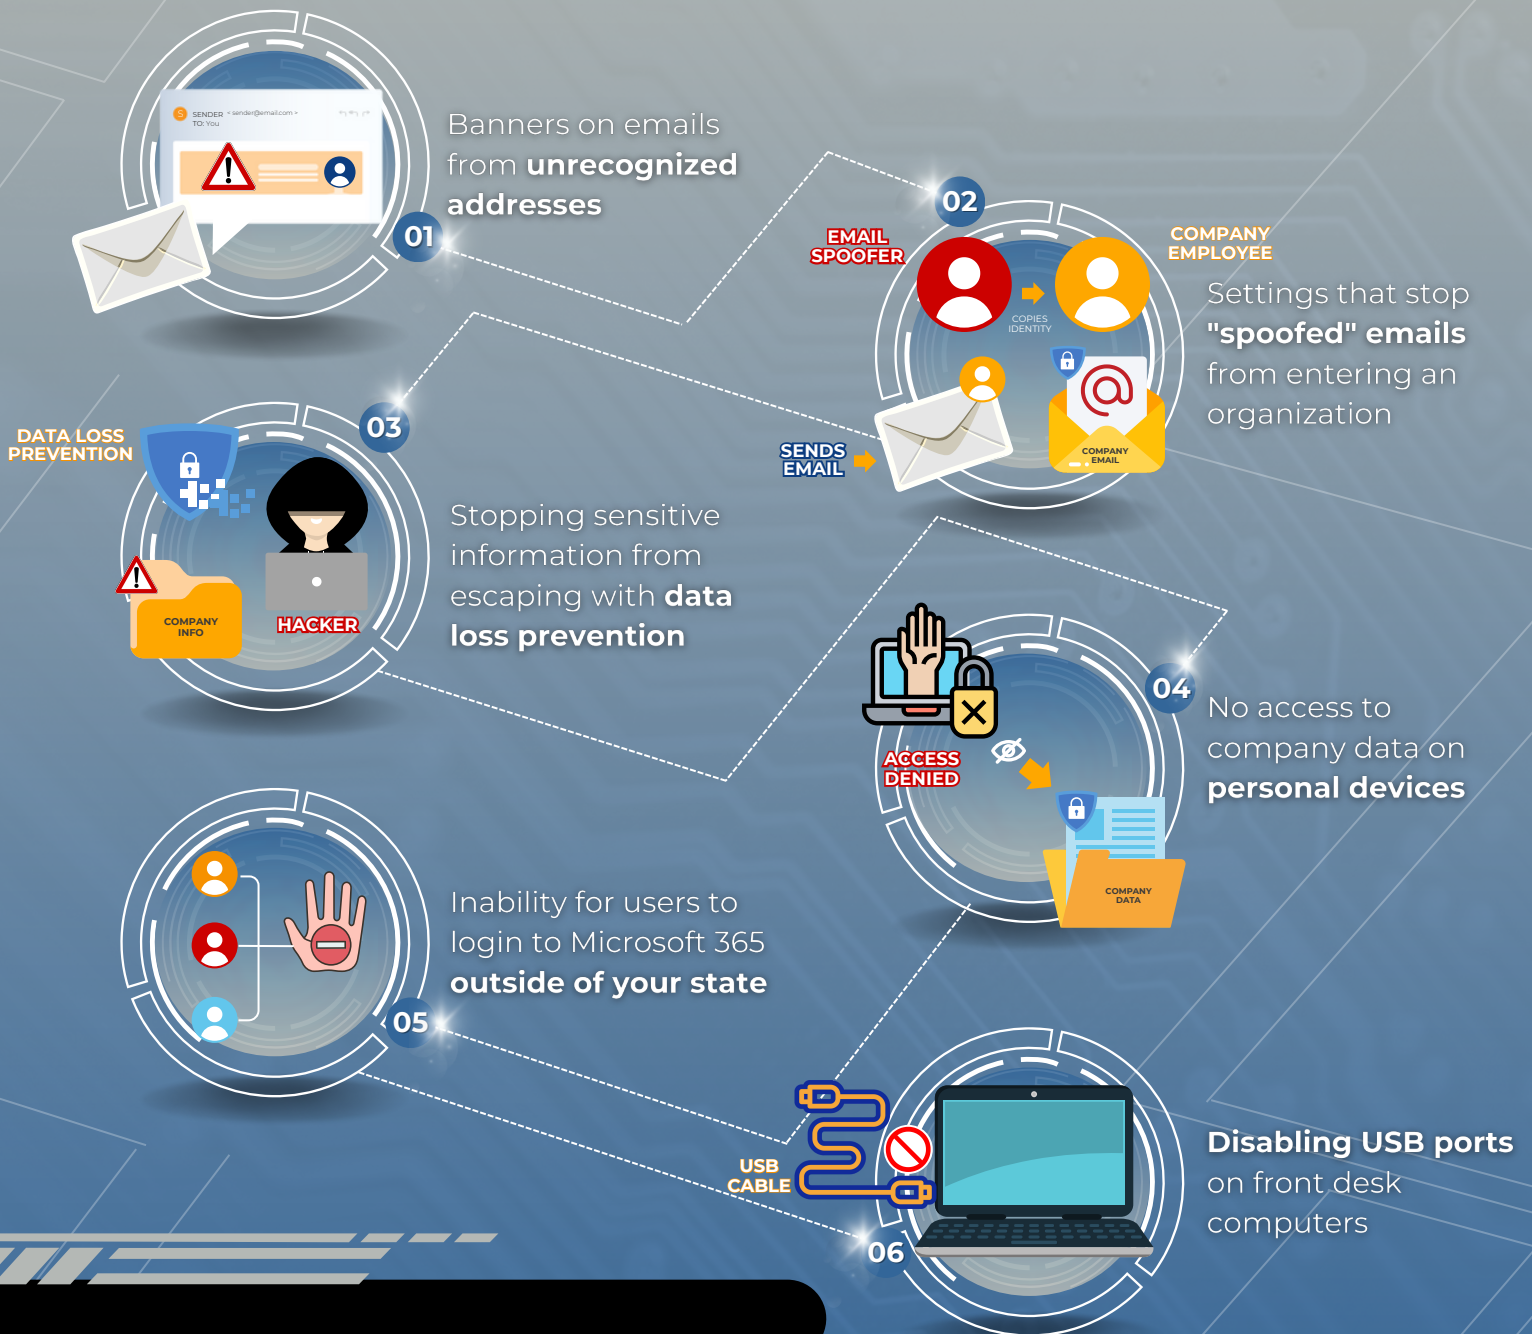 S
SENDER < sender@email.com >
TO: You
Banners on emails
from unrecognized
addresses
01
02
EMAIL
SPOOFER
COMPANY
EMPLOYEE
COPIES
IDENTITY
Settings that stop
"spoofed" emails
from entering an
organization
SENDS
EMAIL
COMPANY
EMAIL
03
DATA LOSS
PREVENTION
COMPANY
INFO
HACKER
Stopping sensitive
information from
escaping with data
loss prevention
04
ACCESS
DENIED
COMPANY
DATA
No access to
company data on
personal devices
Inability for users to
login to Microsoft 365
outside of your state
05
USB
CABLE
06
Disabling USB ports
on front desk
computers